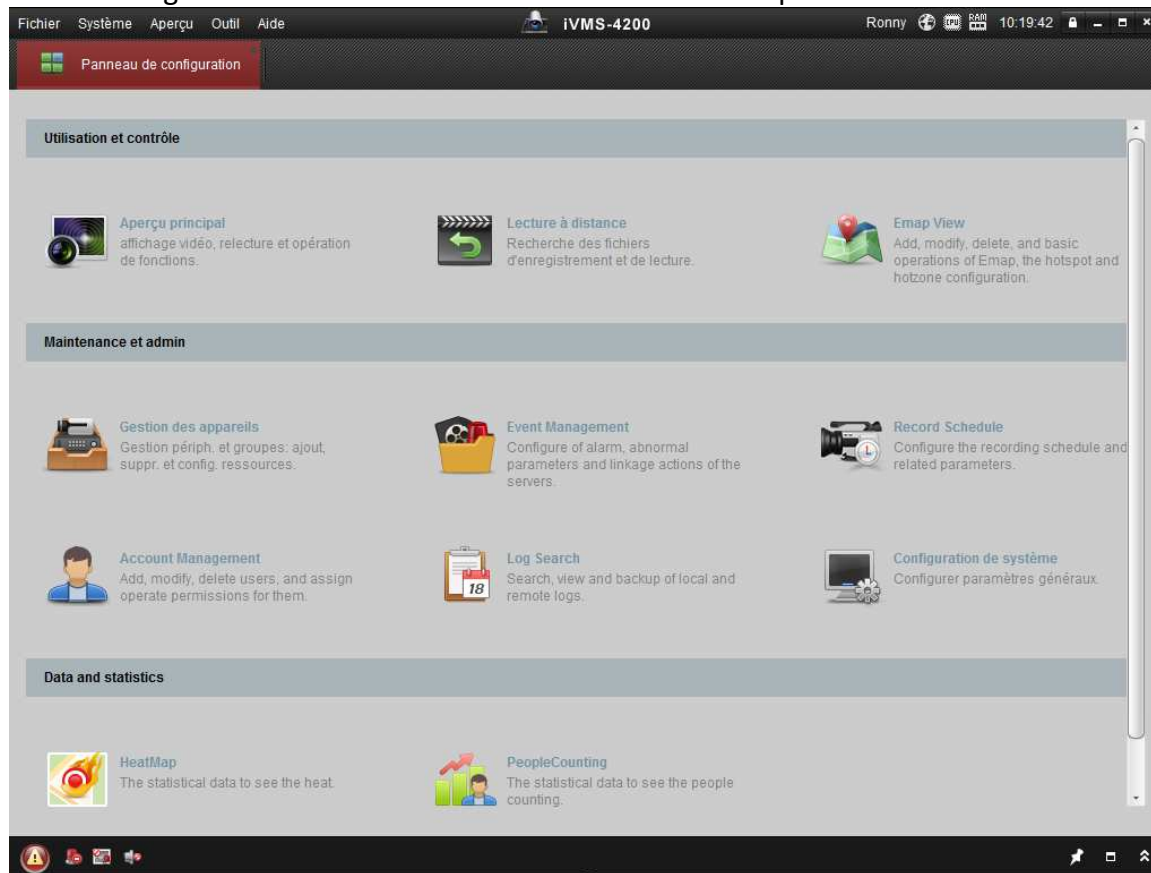 Fichier Système Aperçu Outil Aide
iVMS-4200
Ronny CPU RAM 10:19:42
Panneau de configuration
Utilisation et contrôle
Aperçu principal
affichage vidéo, relecture et opération
de fonctions.
Lecture à distance
Recherche des fichiers
d'enregistrement et de lecture.
Emap View
Add, modify, delete, and basic
operations of Emap, the hotspot and
hotzone configuration.
Maintenance et admin
Gestion des appareils
Gestion périph. et groupes: ajout,
suppr. et config. ressources.
Event Management
Configure of alarm, abnormal
parameters and linkage actions of the
servers.
Record Schedule
Configure the recording schedule and
related parameters.
Account Management
Add, modify, delete users, and assign
operate permissions for them.
Log Search
Search, view and backup of local and
remote logs.
18
Configuration de système
Configurer paramètres généraux.
Data and statistics
HeatMap
The statistical data to see the heat.
PeopleCounting
The statistical data to see the people
counting.